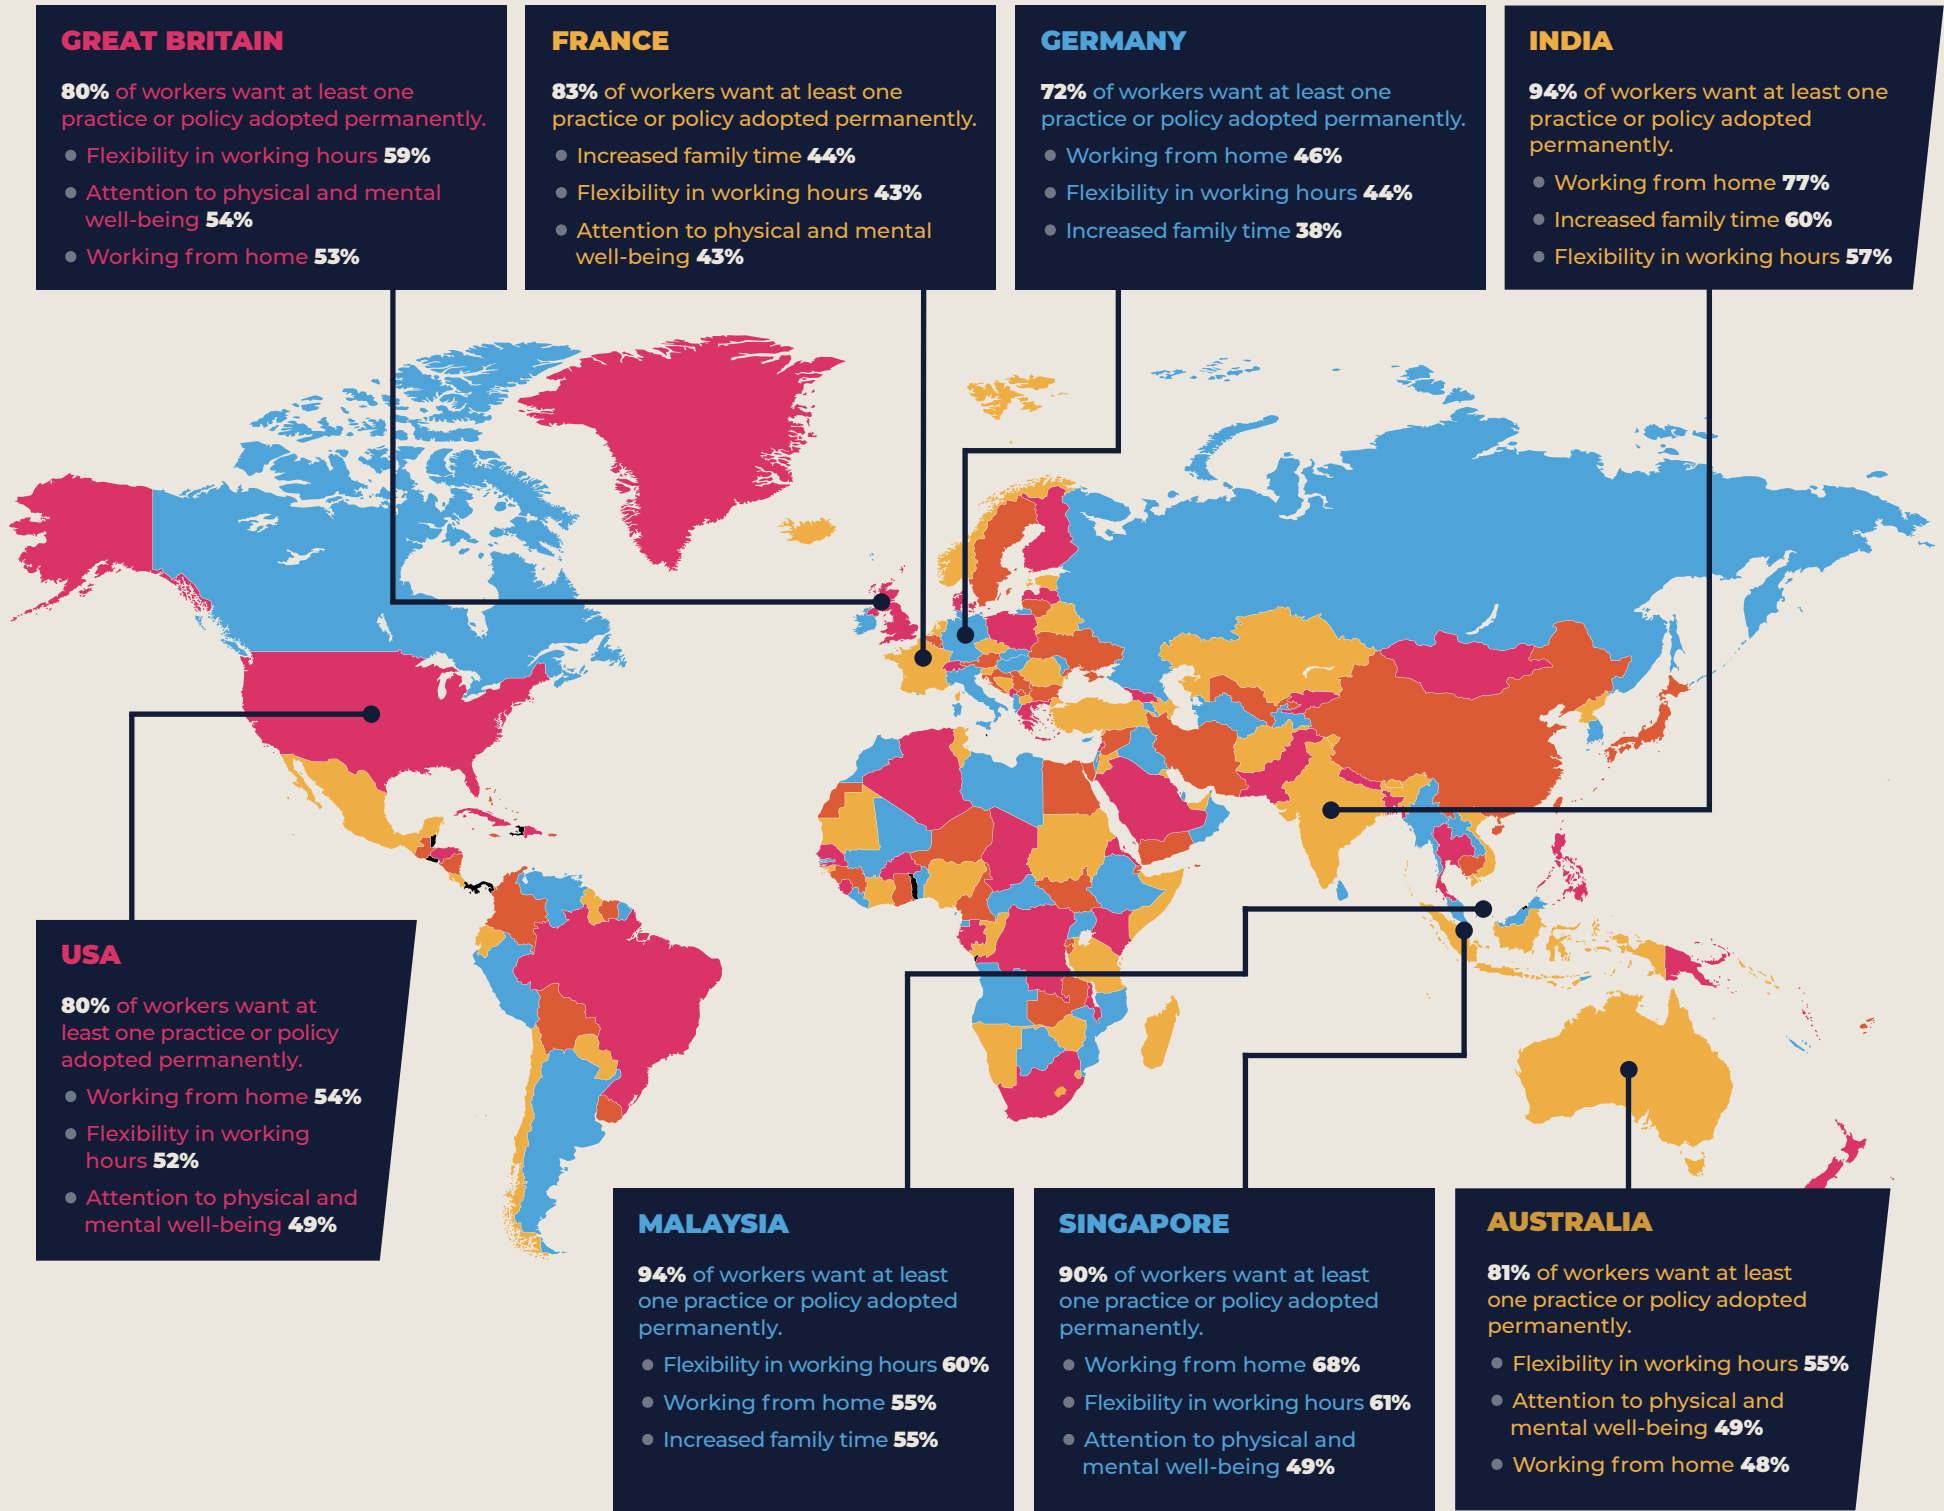 GREAT BRITAIN
80% of workers want at least one
practice or policy adopted permanently.
Flexibility in working hours 59%
Attention to physical and mental
well-being 54%
Working from home 53%
FRANCE
83% of workers want at least one
practice or policy adopted permanently.
Increased family time 44%
Flexibility in working hours 43%
Attention to physical and mental
well-being 43%
GERMANY
72% of workers want at least one
practice or policy adopted permanently.
Working from home 46%
Flexibility in working hours 44%
Increased family time 38%
INDIA
94% of workers want at least one
practice or policy adopted
permanently.
Working from home 77%
Increased family time 60%
Flexibility in working hours 57%
USA
80% of workers want at
least one practice or policy
adopted permanently.
Working from home 54%
Flexibility in working
hours 52%
Attention to physical and
mental well-being 49%
MALAYSIA
94% of workers want at least
one practice or policy adopted
permanently.
Flexibility in working hours 60%
Working from home 55%
Increased family time 55%
SINGAPORE
90% of workers want at least
one practice or policy adopted
permanently.
Working from home 68%
Flexibility in working hours 61%
Attention to physical and
mental well-being 49%
AUSTRALIA
81% of workers want at least
one practice or policy adopted
permanently.
Flexibility in working hours 55%
Attention to physical and
mental well-being 49%
Working from home 48%